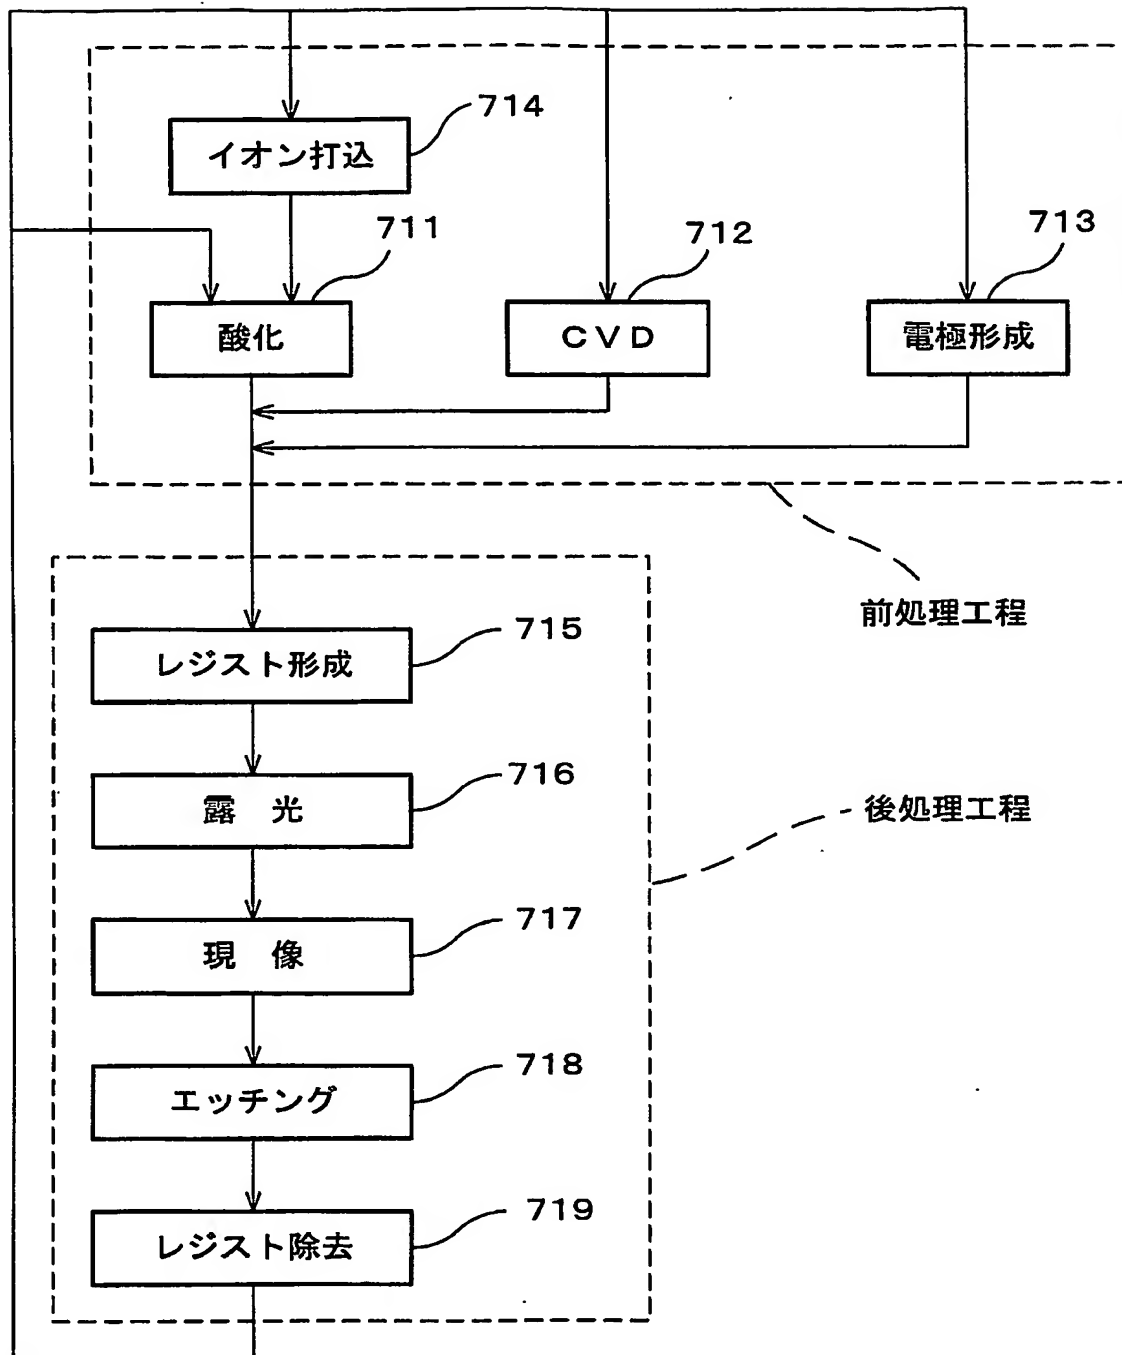 714
イオン打込
711
712
713
酸化
CVD
電極形成
前処理工程
715
レジスト形成
716
露 光
後処理工程
717
現 像
718
エッチング
719
レジスト除去